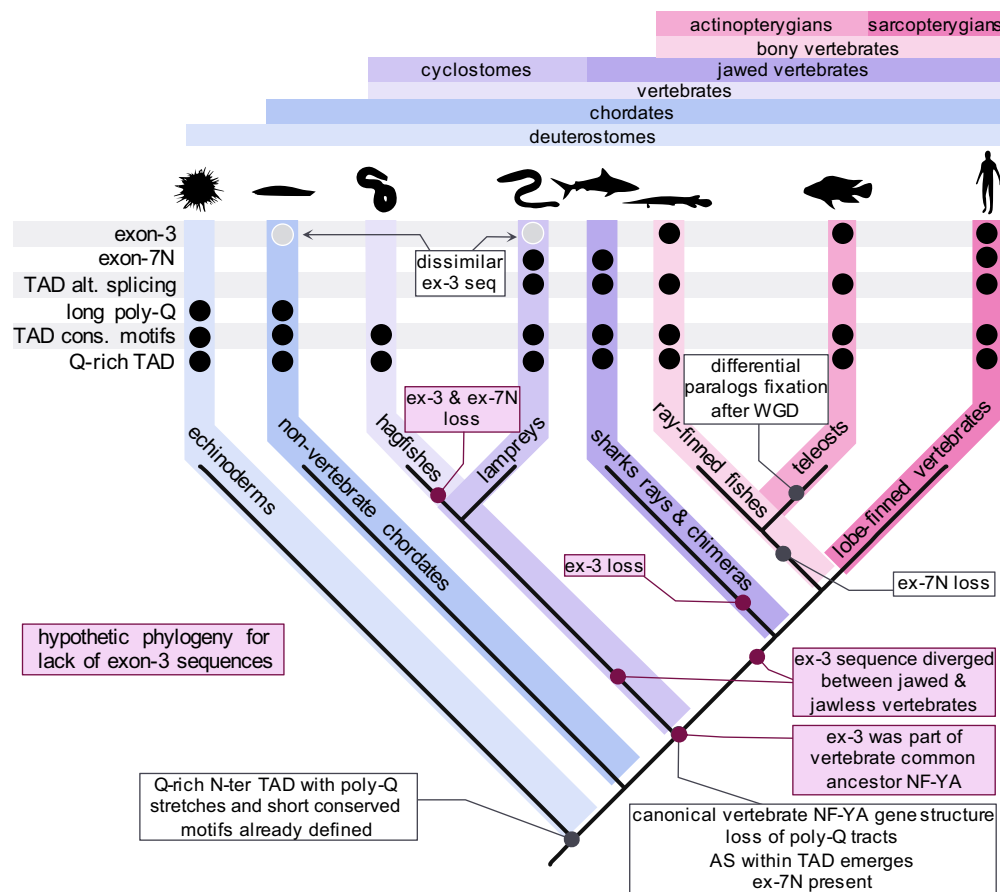 actinopterygians
sarcopterygians
bony vertebrates
cyclostomes
jawed vertebrates
vertebrates
chordates
deuterostomes
exon-3
exon-7N
TAD alt. splicing
long poly-Q
TAD cons. motifs
Q-rich TAD
dissimilar
ex-3 seq
differential
paralogs fixation
after WGD
ex-3 & ex-7N
loss
echinoderms
non-vertebrate chordates
hagfishes
lampreys
sharks rays & chimeras
ray-finned fishes
teleosts
lobe-finned vertebrates
ex-3 loss
ex-7N loss
hypothetic phylogeny for
lack of exon-3 sequences
ex-3 sequence diverged
between jawed &
jawless vertebrates
ex-3 was part of
vertebrate common
ancestor NF-YA
Q-rich N-ter TAD with poly-Q
stretches and short conserved
motifs already defined
canonical vertebrate NF-YA gene structure
loss of poly-Q tracts
AS within TAD emerges
ex-7N present